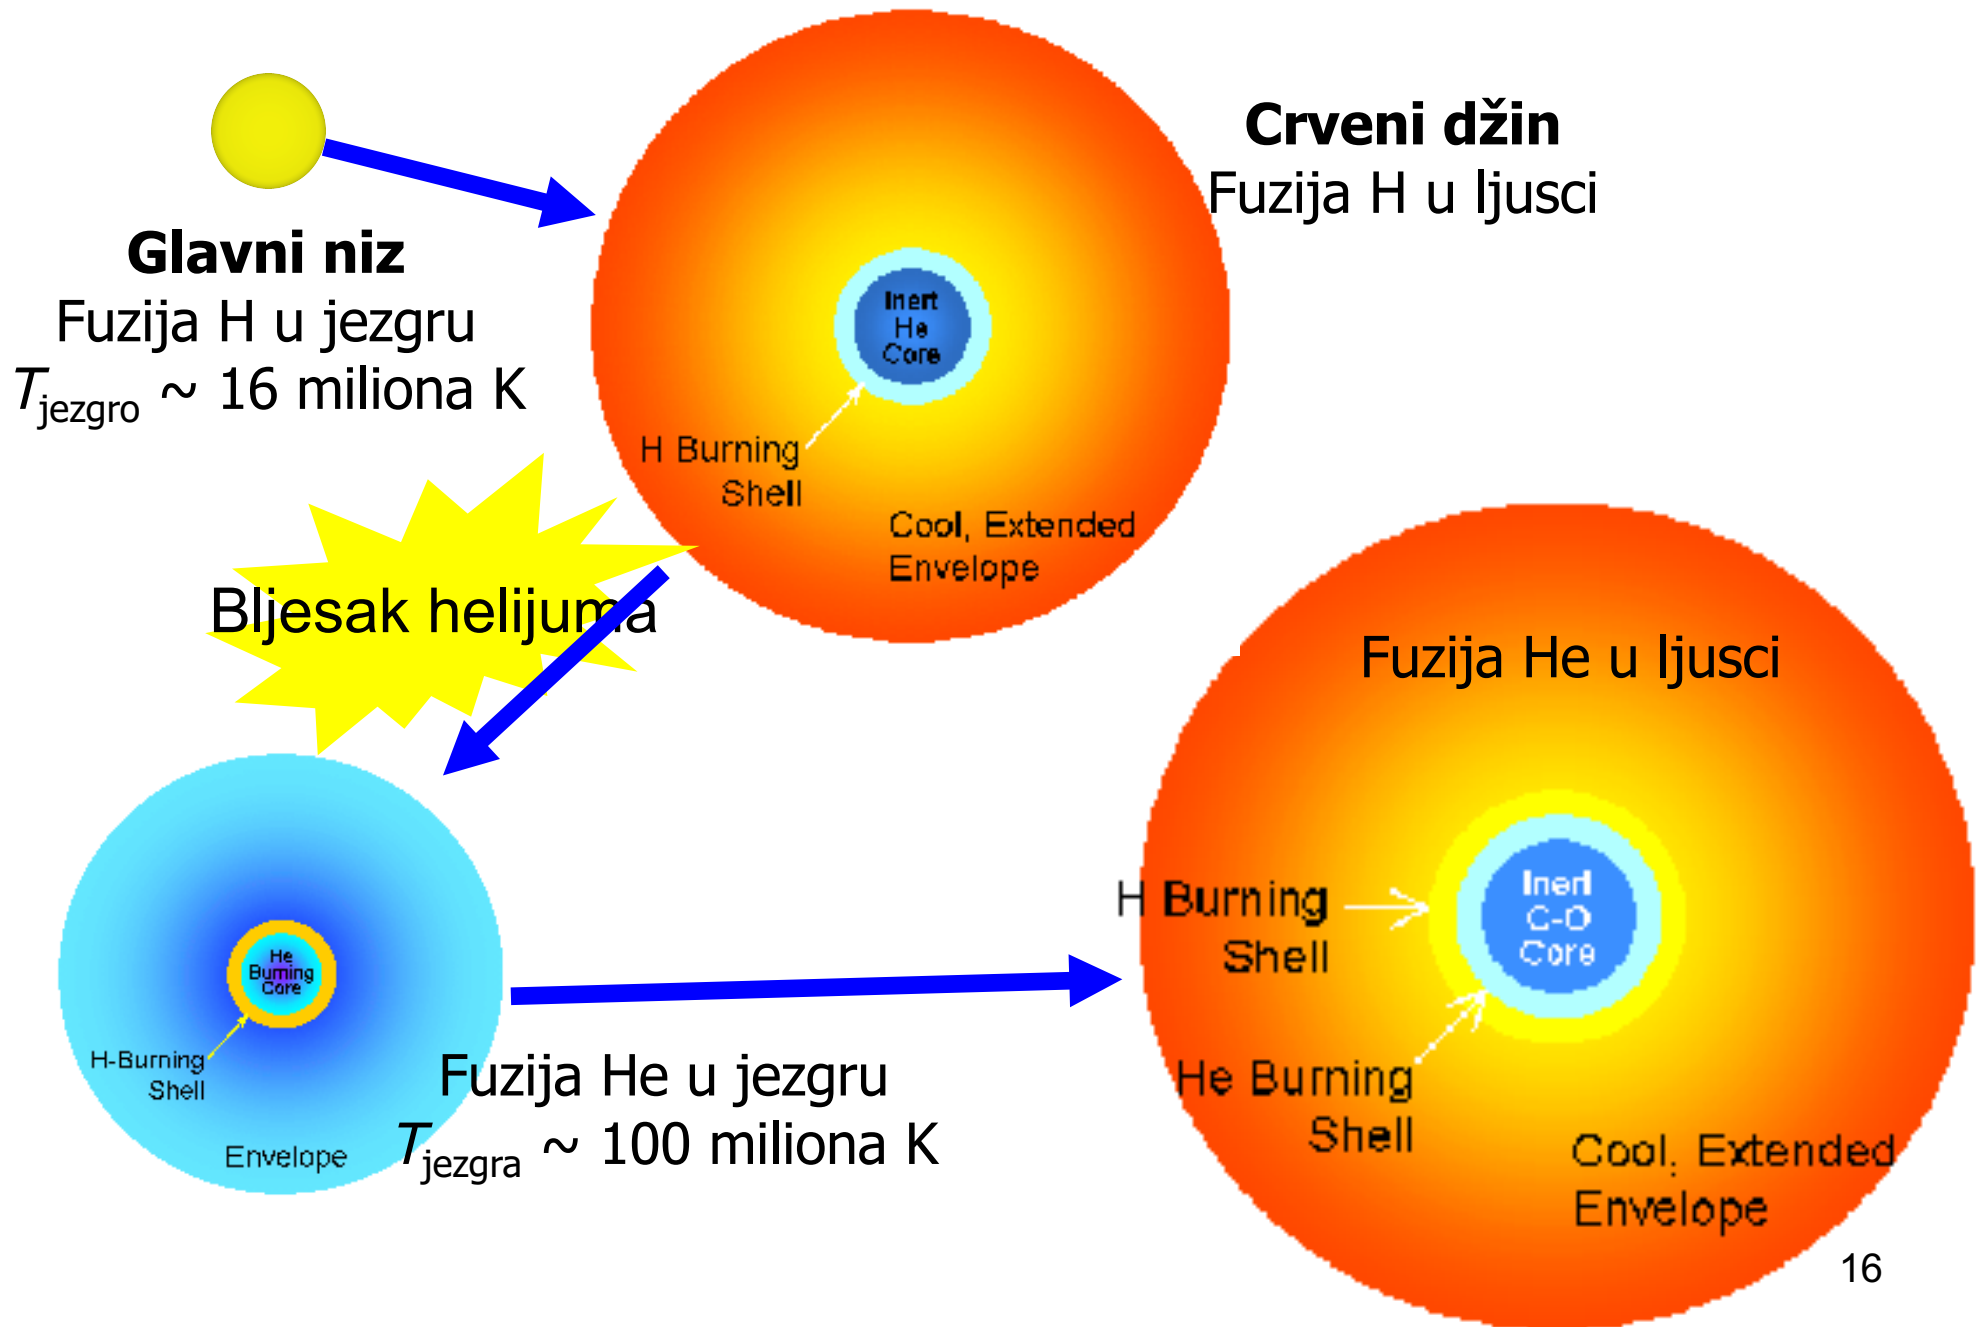 Glavni niz
Fuzija H u jezgru
Tjezgro ~ 16 miliona K
Crveni džin
Fuzija H u ljusci
Inert
He
Core
H Burning
Shell
Cool, Extended
Envelope
Bljesak helijuma
He
Burning
Core
H-Burning
Shell
Envelope
Fuzija He u jezgru
Tjezgra ~ 100 miliona K
Fuzija He u ljusci
Inert
C-O
Core
H Burning
Shell
He Burning
Shell
Cool, Extended
Envelope
16